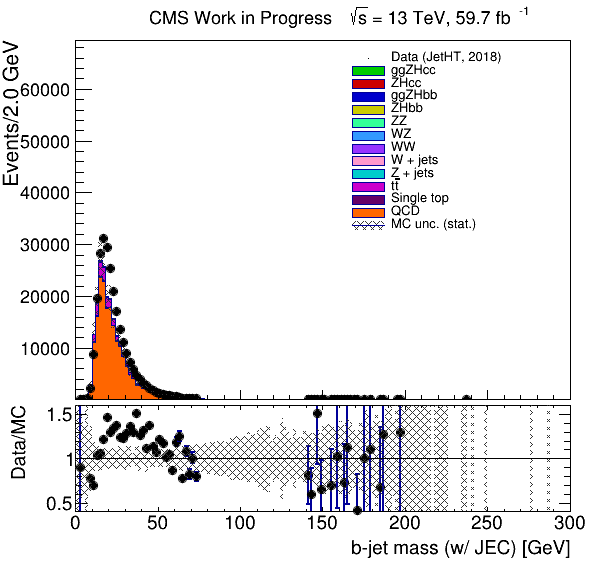 CMS Work in Progress √s = 13 TeV, 59.7 fb⁻¹
Events/2.0 GeV
60000
50000
40000
30000
20000
10000
Data (JetHT, 2018)
ggZHcc
ZHcc
ggZHbb
ZHbb
ZZ
WZ
WW
W + jets
Z + jets
tt̅
Single top
QCD
MC unc. (stat.)
Data/MC
1.5
1
0.5
0 50 100 150 200 250 300
b-jet mass (w/ JEC) [GeV]